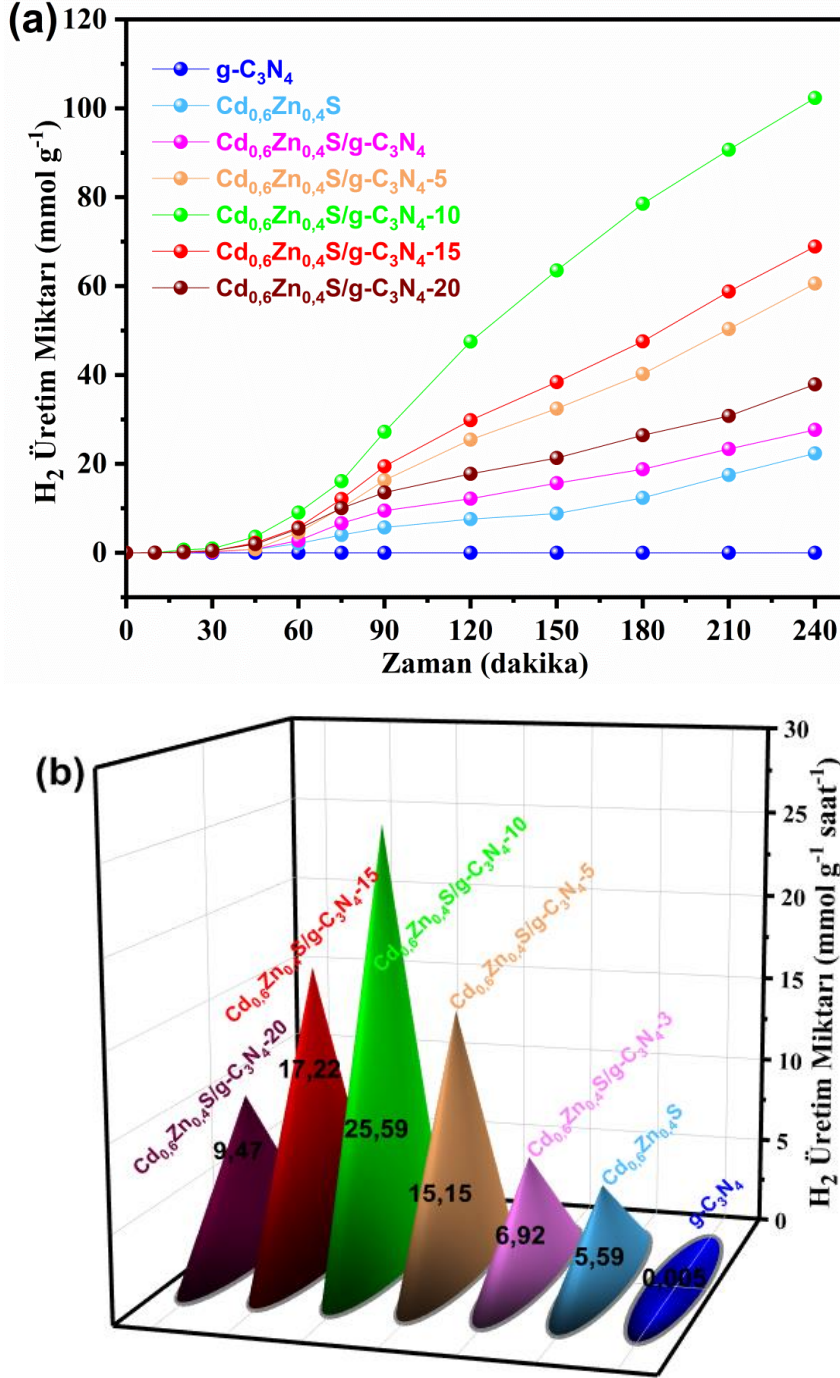 (a)
120
100
80
60
40
20
0
H₂ Üretim Miktarı (mmol g⁻¹)
g-C₃N₄
Cd₀,₆Zn₀,₄S
Cd₀,₆Zn₀,₄S/g-C₃N₄
Cd₀,₆Zn₀,₄S/g-C₃N₄-5
Cd₀,₆Zn₀,₄S/g-C₃N₄-10
Cd₀,₆Zn₀,₄S/g-C₃N₄-15
Cd₀,₆Zn₀,₄S/g-C₃N₄-20
0 30 60 90 120 150 180 210 240
Zaman (dakika)
(b)
30
25
20
15
10
5
0
H₂ Üretim Miktarı (mmol g⁻¹ saat⁻¹)
Cd₀,₆Zn₀,₄S/g-C₃N₄-20
9,47
Cd₀,₆Zn₀,₄S/g-C₃N₄-15
17,22
Cd₀,₆Zn₀,₄S/g-C₃N₄-10
25,59
Cd₀,₆Zn₀,₄S/g-C₃N₄-5
15,15
Cd₀,₆Zn₀,₄S/g-C₃N₄-3
6,92
Cd₀,₆Zn₀,₄S
5,59
g-C₃N₄
0,005